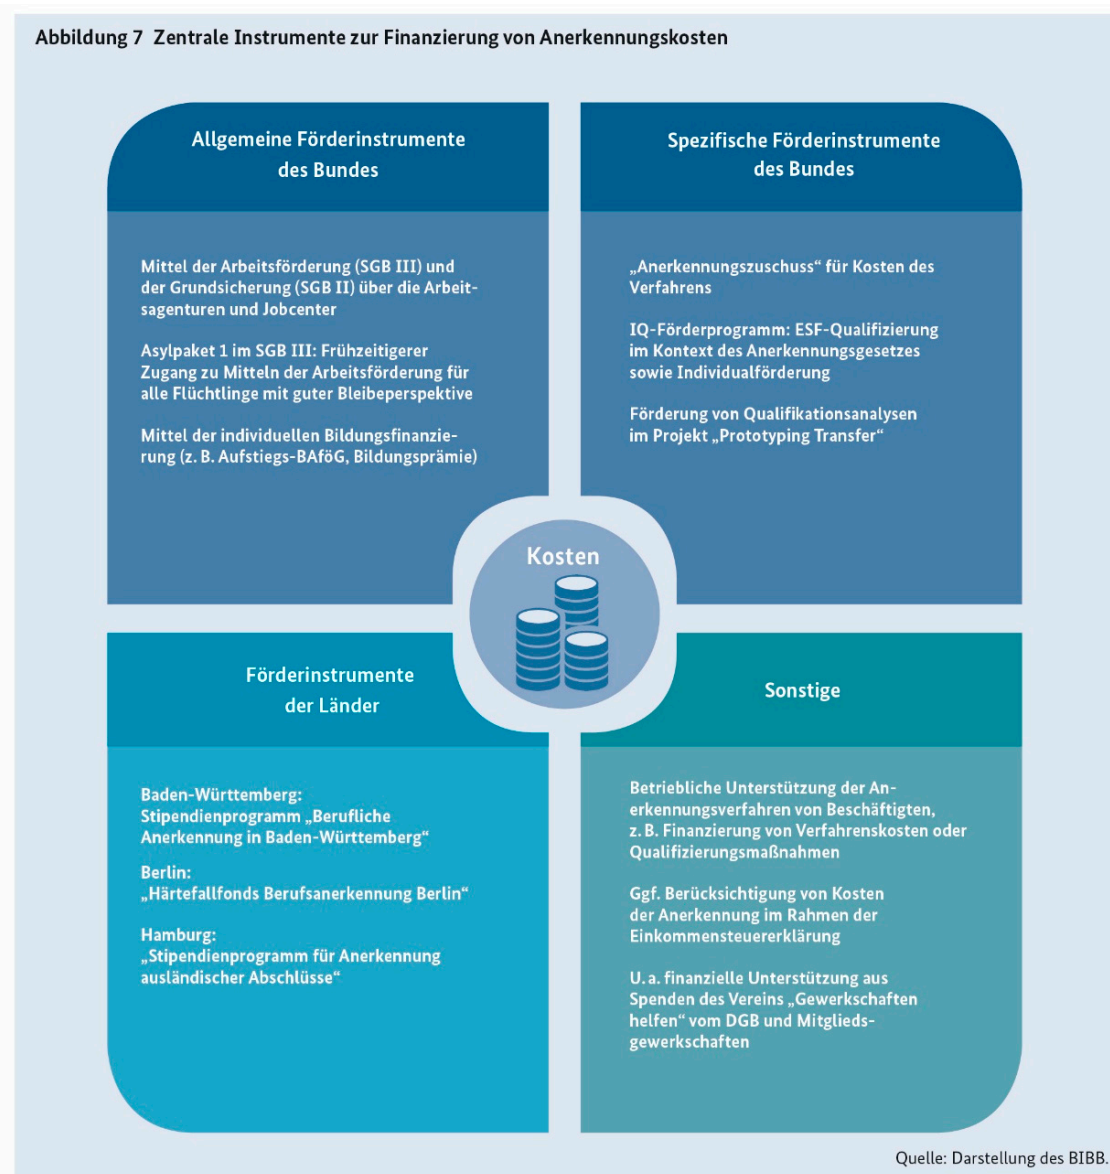 Abbildung 7 Zentrale Instrumente zur Finanzierung von Anerkennungskosten
Allgemeine Förderinstrumente
des Bundes
Mittel der Arbeitsförderung (SGB III) und
der Grundsicherung (SGB II) über die Arbeit-
sagenturen und Jobcenter
Asylpaket 1 im SGB III: Frühzeitigerer
Zugang zu Mitteln der Arbeitsförderung für
alle Flüchtlinge mit guter Bleibeperspektive
Mittel der individuellen Bildungsfinanzie-
rung (z. B. Aufstiegs-BAföG, Bildungsprämie)
Spezifische Förderinstrumente
des Bundes
„Anerkennungszuschuss“ für Kosten des
Verfahrens
IQ-Förderprogramm: ESF-Qualifizierung
im Kontext des Anerkennungsgesetzes
sowie Individualförderung
Förderung von Qualifikationsanalysen
im Projekt „Prototyping Transfer“
Kosten
Förderinstrumente
der Länder
Baden-Württemberg:
Stipendienprogramm „Berufliche
Anerkennung in Baden-Württemberg“
Berlin:
„Härtefallfonds Berufsanerkennung Berlin“
Hamburg:
„Stipendienprogramm für Anerkennung
ausländischer Abschlüsse“
Sonstige
Betriebliche Unterstützung der An-
erkennungsverfahren von Beschäftigten,
z. B. Finanzierung von Verfahrenskosten oder
Qualifizierungsmaßnahmen
Ggf. Berücksichtigung von Kosten
der Anerkennung im Rahmen der
Einkommensteuererklärung
U. a. finanzielle Unterstützung aus
Spenden des Vereins „Gewerkschaften
helfen“ vom DGB und Mitglieds-
gewerkschaften
Quelle: Darstellung des BIBB.